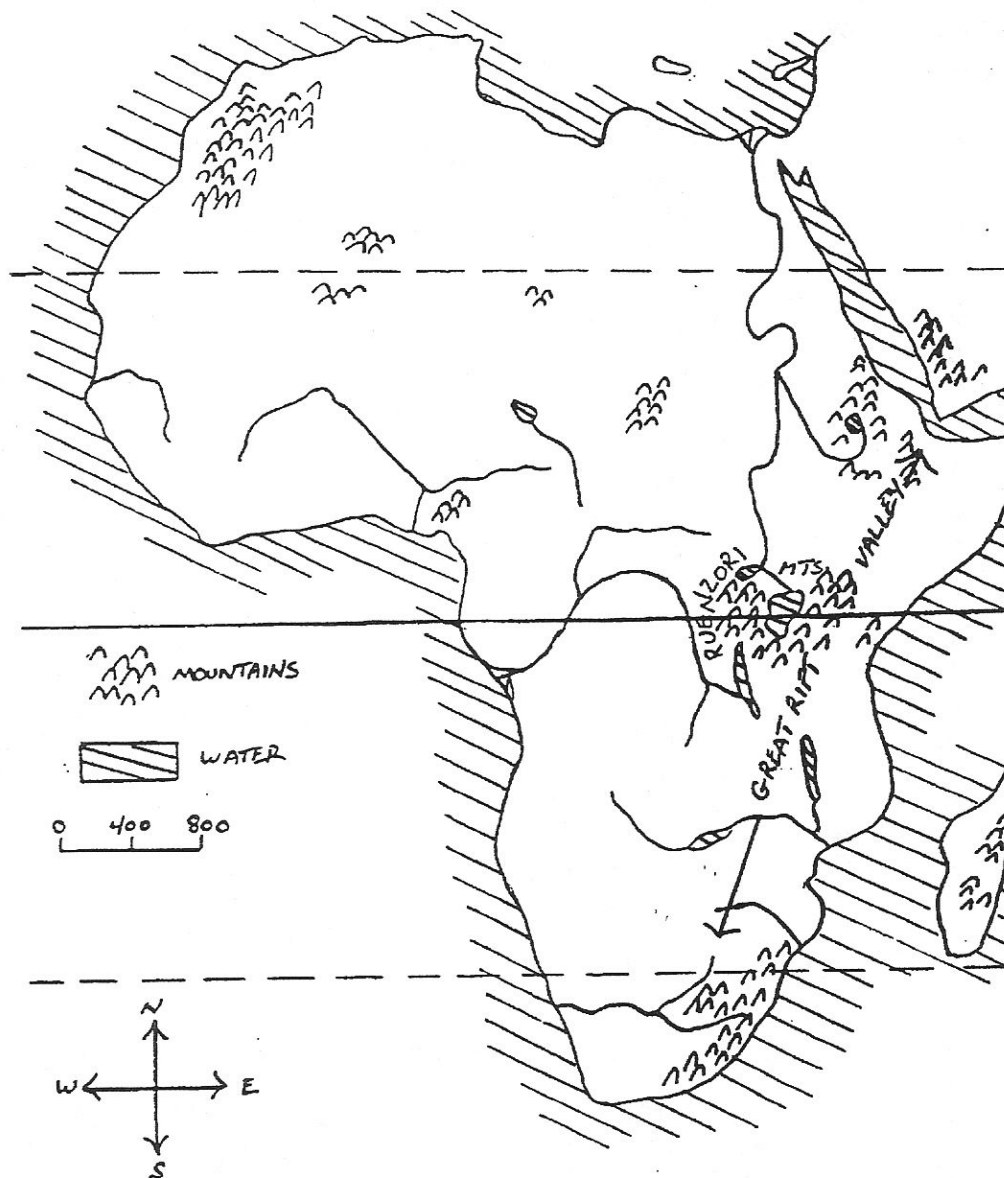 RUENZORI
MTS.
GREAT RIFT VALLEY
MOUNTAINS
WATER
0 400 800
N
W E
S